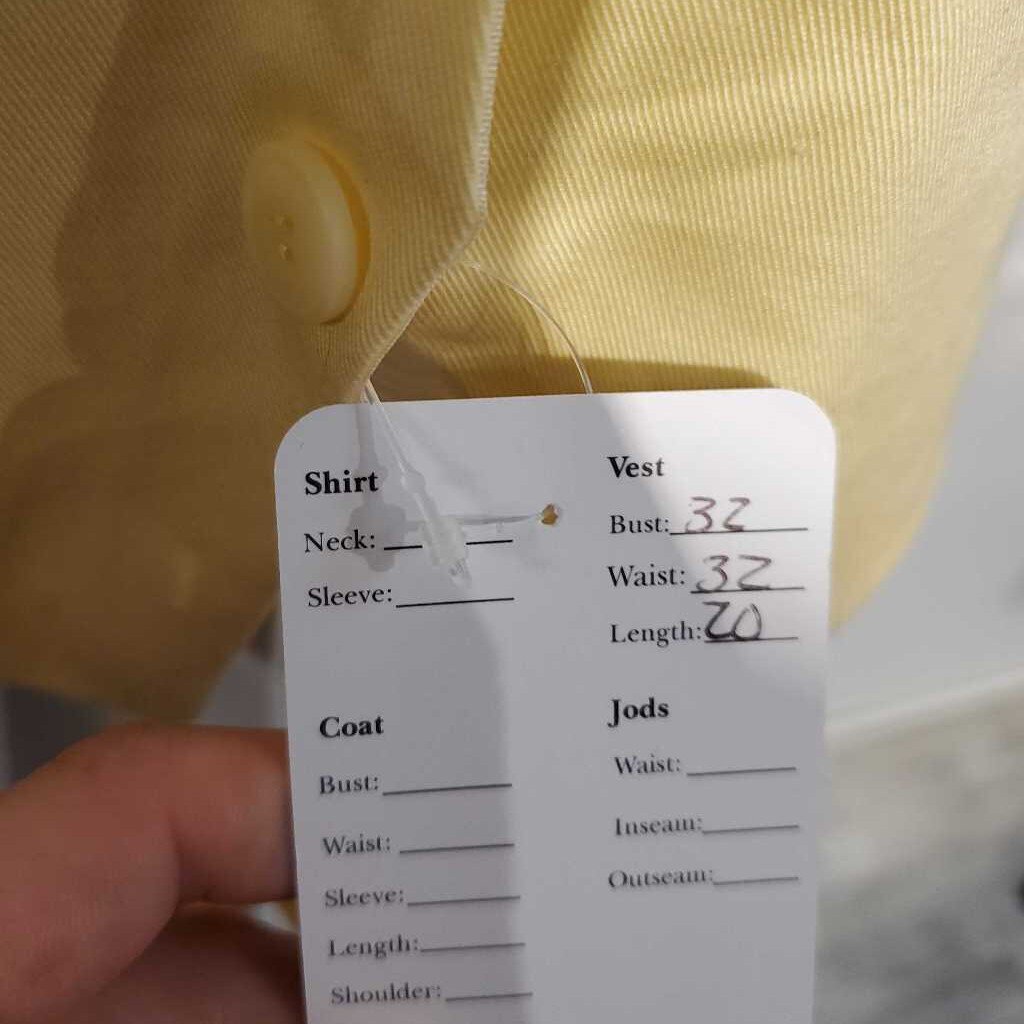 Shirt
Neck:
Sleeve:
Vest
Bust: 32
Waist: 32
Length: 20
Coat
Bust:
Waist:
Sleeve:
Length:
Shoulder:
Jods
Waist:
Inseam:
Outseam: